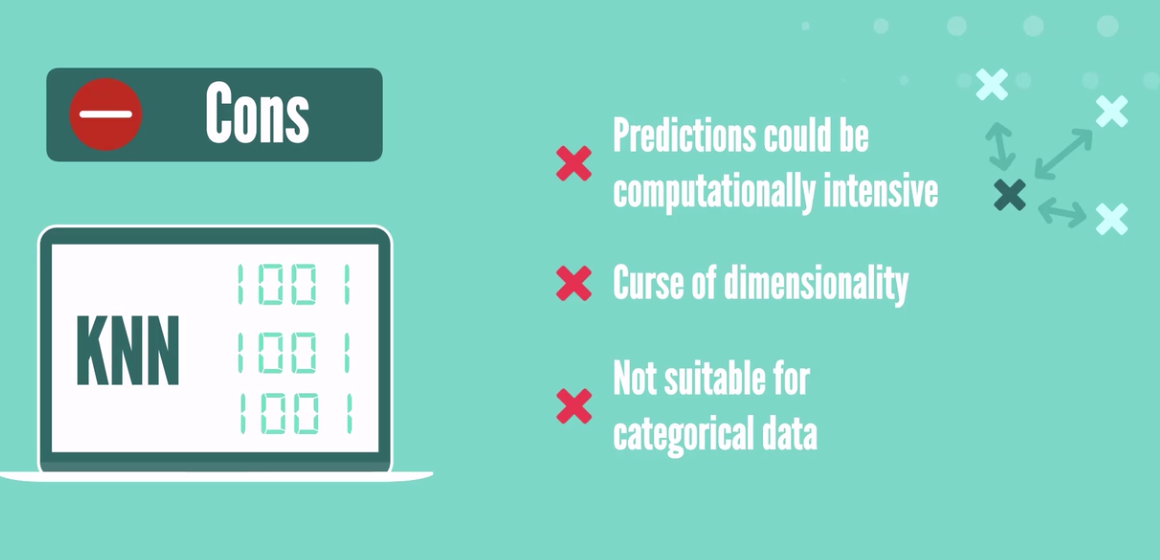 Cons
Predictions could be
computationally intensive
Curse of dimensionality
Not suitable for
categorical data
KNN
1001
1001
1001